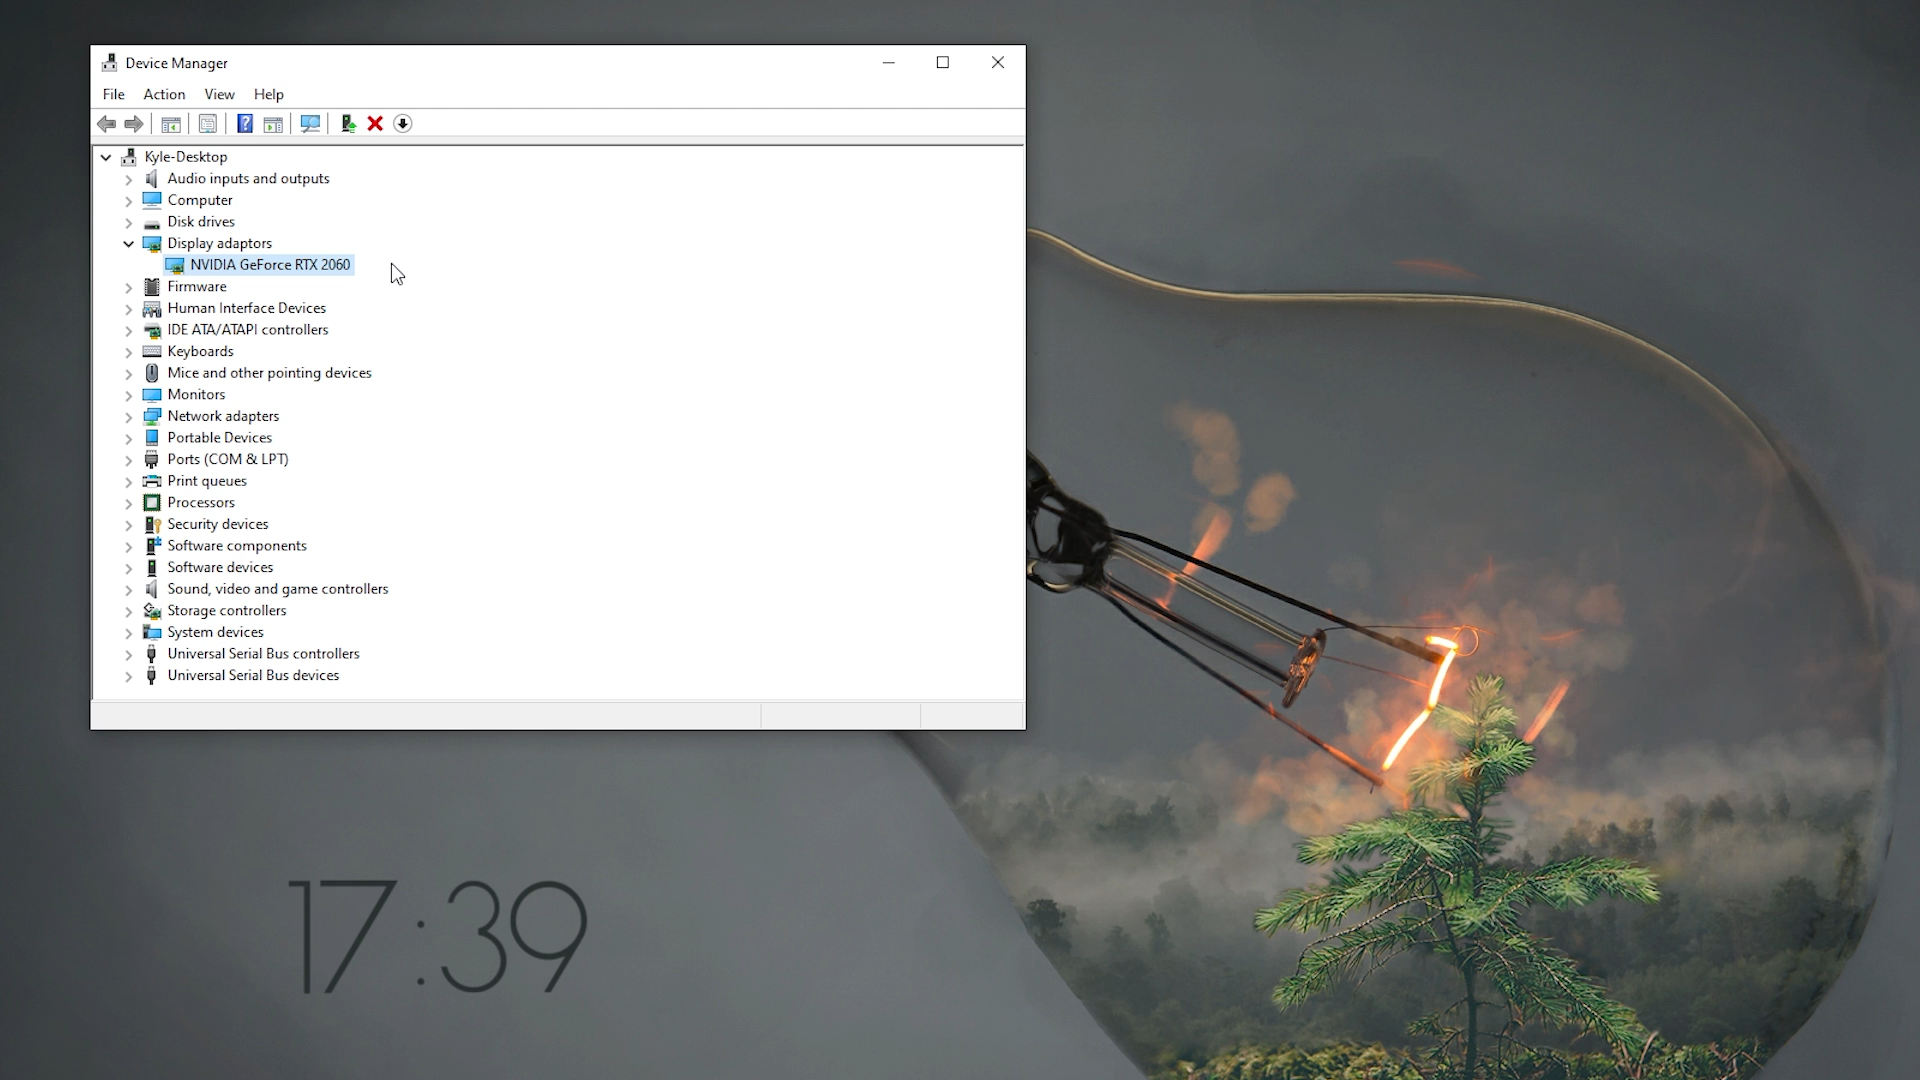 Device Manager
File Action View Help
Kyle-Desktop
Audio inputs and outputs
Computer
Disk drives
Display adaptors
NVIDIA GeForce RTX 2060
Firmware
Human Interface Devices
IDE ATA/ATAPI controllers
Keyboards
Mice and other pointing devices
Monitors
Network adapters
Portable Devices
Ports (COM & LPT)
Print queues
Processors
Security devices
Software components
Software devices
Sound, video and game controllers
Storage controllers
System devices
Universal Serial Bus controllers
Universal Serial Bus devices
17:39